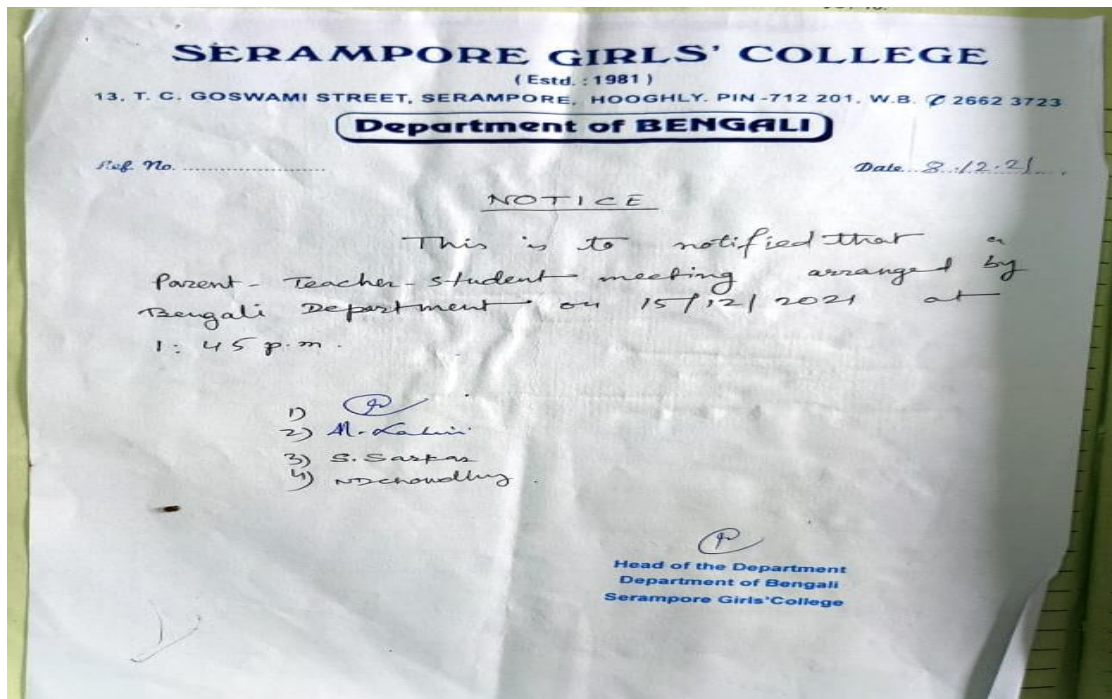 SERAMPORE GIRLS' COLLEGE
( Estd. : 1981 )
13, T. C. GOSWAMI STREET, SERAMPORE, HOOGHLY. PIN -712 201, W.B. ✆ 2662 3723
Department of BENGALI
Ref. No. ........................... Date...8./12.21....
NOTICE
This is to notified that a
Parent - Teacher - student meeting arranged by
Bengali Department on 15/12/2021 at
1:45 p.m.
1)
2)
3) S. Sarkar
4) NDchoudhury.
Head of the Department
Department of Bengali
Serampore Girls'College